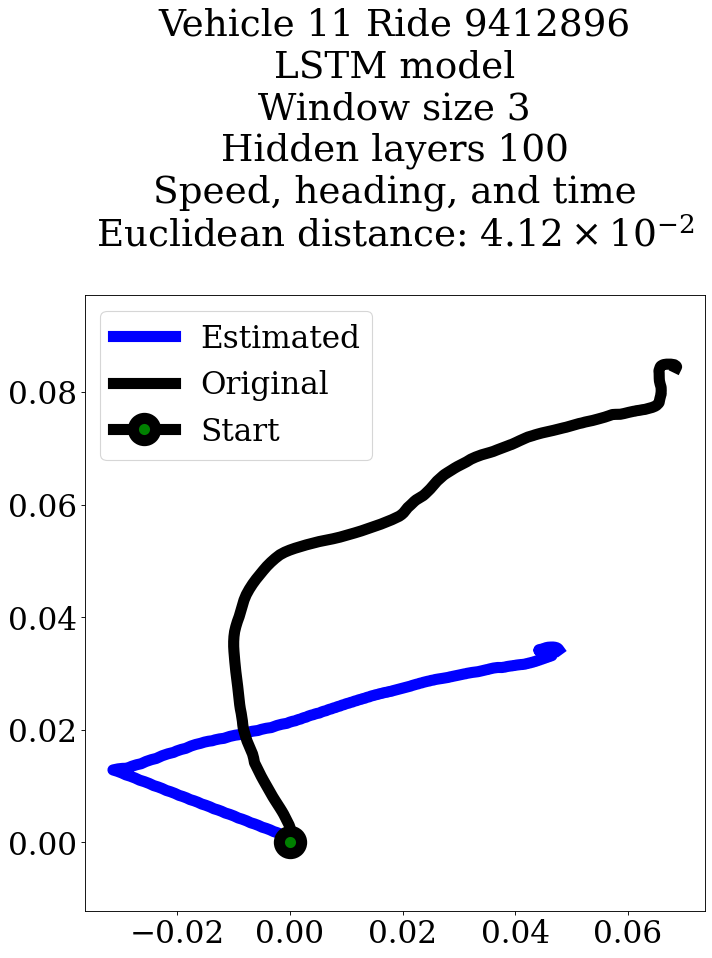 Vehicle 11 Ride 9412896
LSTM model
Window size 3
Hidden layers 100
Speed, heading, and time
Euclidean distance: 4.12 × 10⁻²
Estimated
Original
Start
0.08
0.06
0.04
0.02
0.00
−0.02 0.00 0.02 0.04 0.06